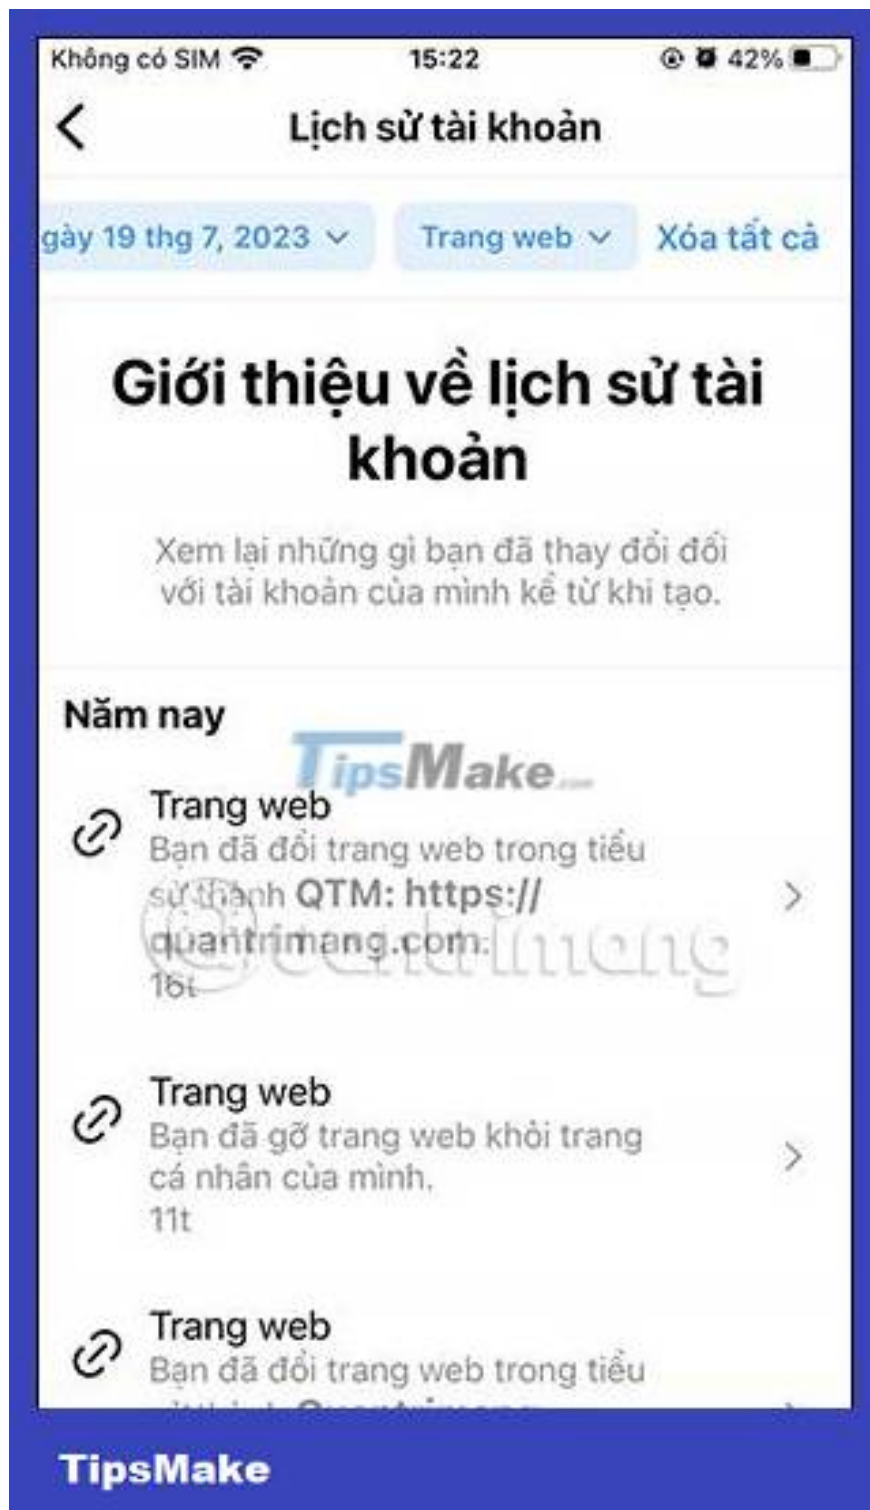 Không có SIM 15:22 42%
Lịch sử tài khoản
gày 19 thg 7, 2023 Trang web Xóa tất cả
Giới thiệu về lịch sử tài
khoản
Xem lại những gì bạn đã thay đổi đối
với tài khoản của mình kể từ khi tạo.
Năm nay
TipsMake.com
Trang web
Bạn đã đổi trang web trong tiểu
sử thành QTM: https://
quantrimang.com.
Trang web
Bạn đã gỡ trang web khỏi trang
cá nhân của mình.
11t
Trang web
Bạn đã đổi trang web trong tiểu
TipsMake